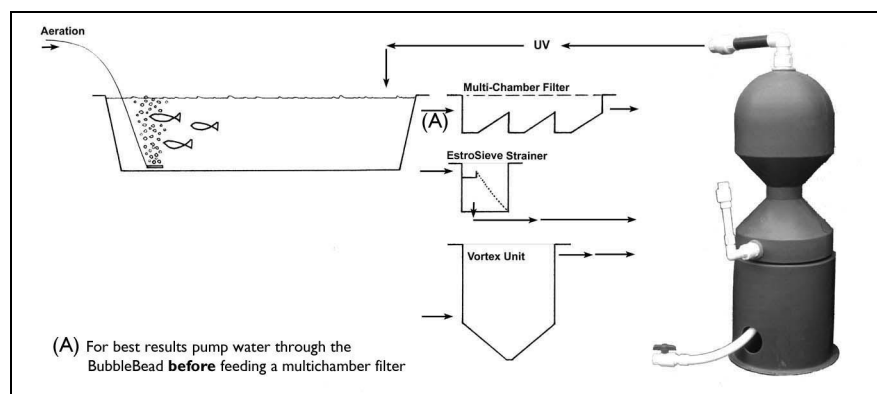 Aeration
UV
Multi-Chamber Filter
(A)
EstroSieve Strainer
Vortex Unit
(A) For best results pump water through the
BubbleBead before feeding a multichamber filter